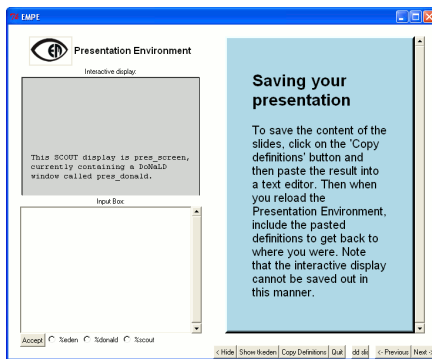 EMPE
EDEN
Presentation Environment
Interactive display:
This SCOUT display is pres_screen,
currently containing a DoNaLD
window called pres_donald.
Input Box:
Accept %eden %donald %scout
Saving your
presentation
To save the content of the
slides, click on the 'Copy
definitions' button and
then paste the result into
a text editor. Then when
you reload the
Presentation Environment,
include the pasted
definitions to get back to
where you were. Note
that the interactive display
cannot be saved out in
this manner.
< Hide Show tkeden Copy Definitions Quit dd slic <- Previous Next ->